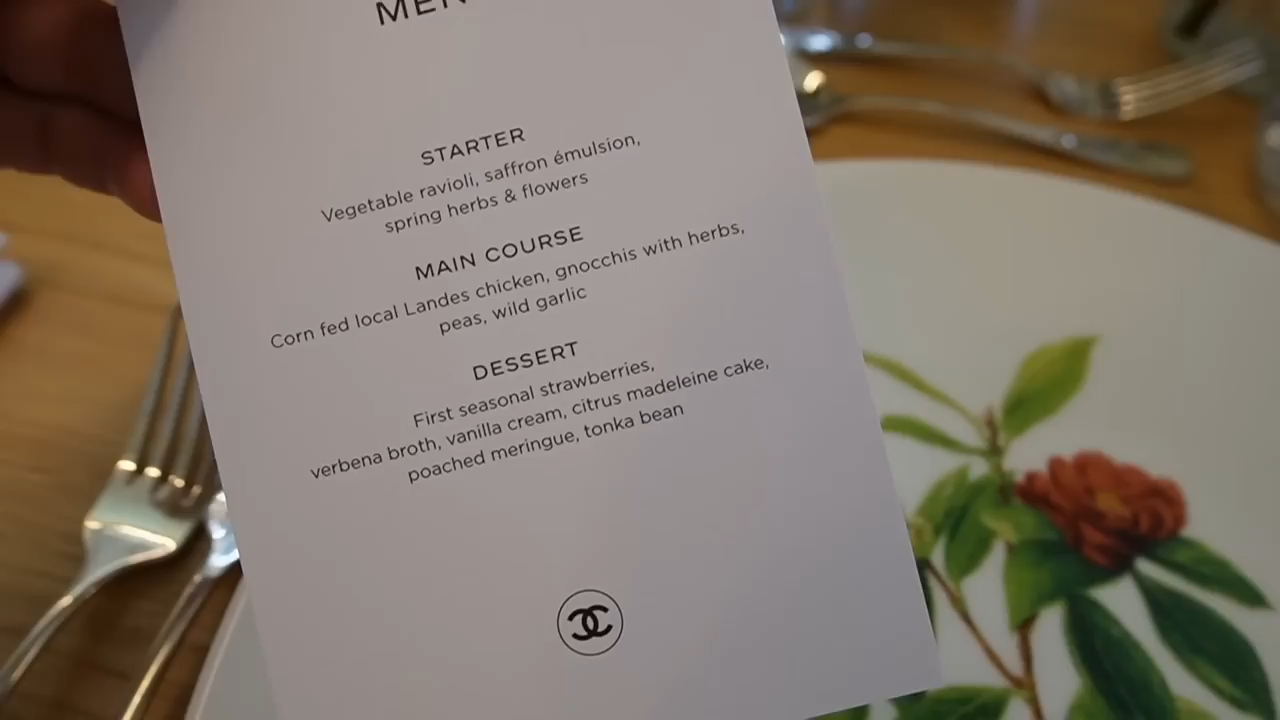 MEN
STARTER
Vegetable ravioli, saffron émulsion,
spring herbs & flowers
MAIN COURSE
Corn fed local Landes chicken, gnocchis with herbs,
peas, wild garlic
DESSERT
First seasonal strawberries,
verbena broth, vanilla cream, citrus madeleine cake,
poached meringue, tonka bean